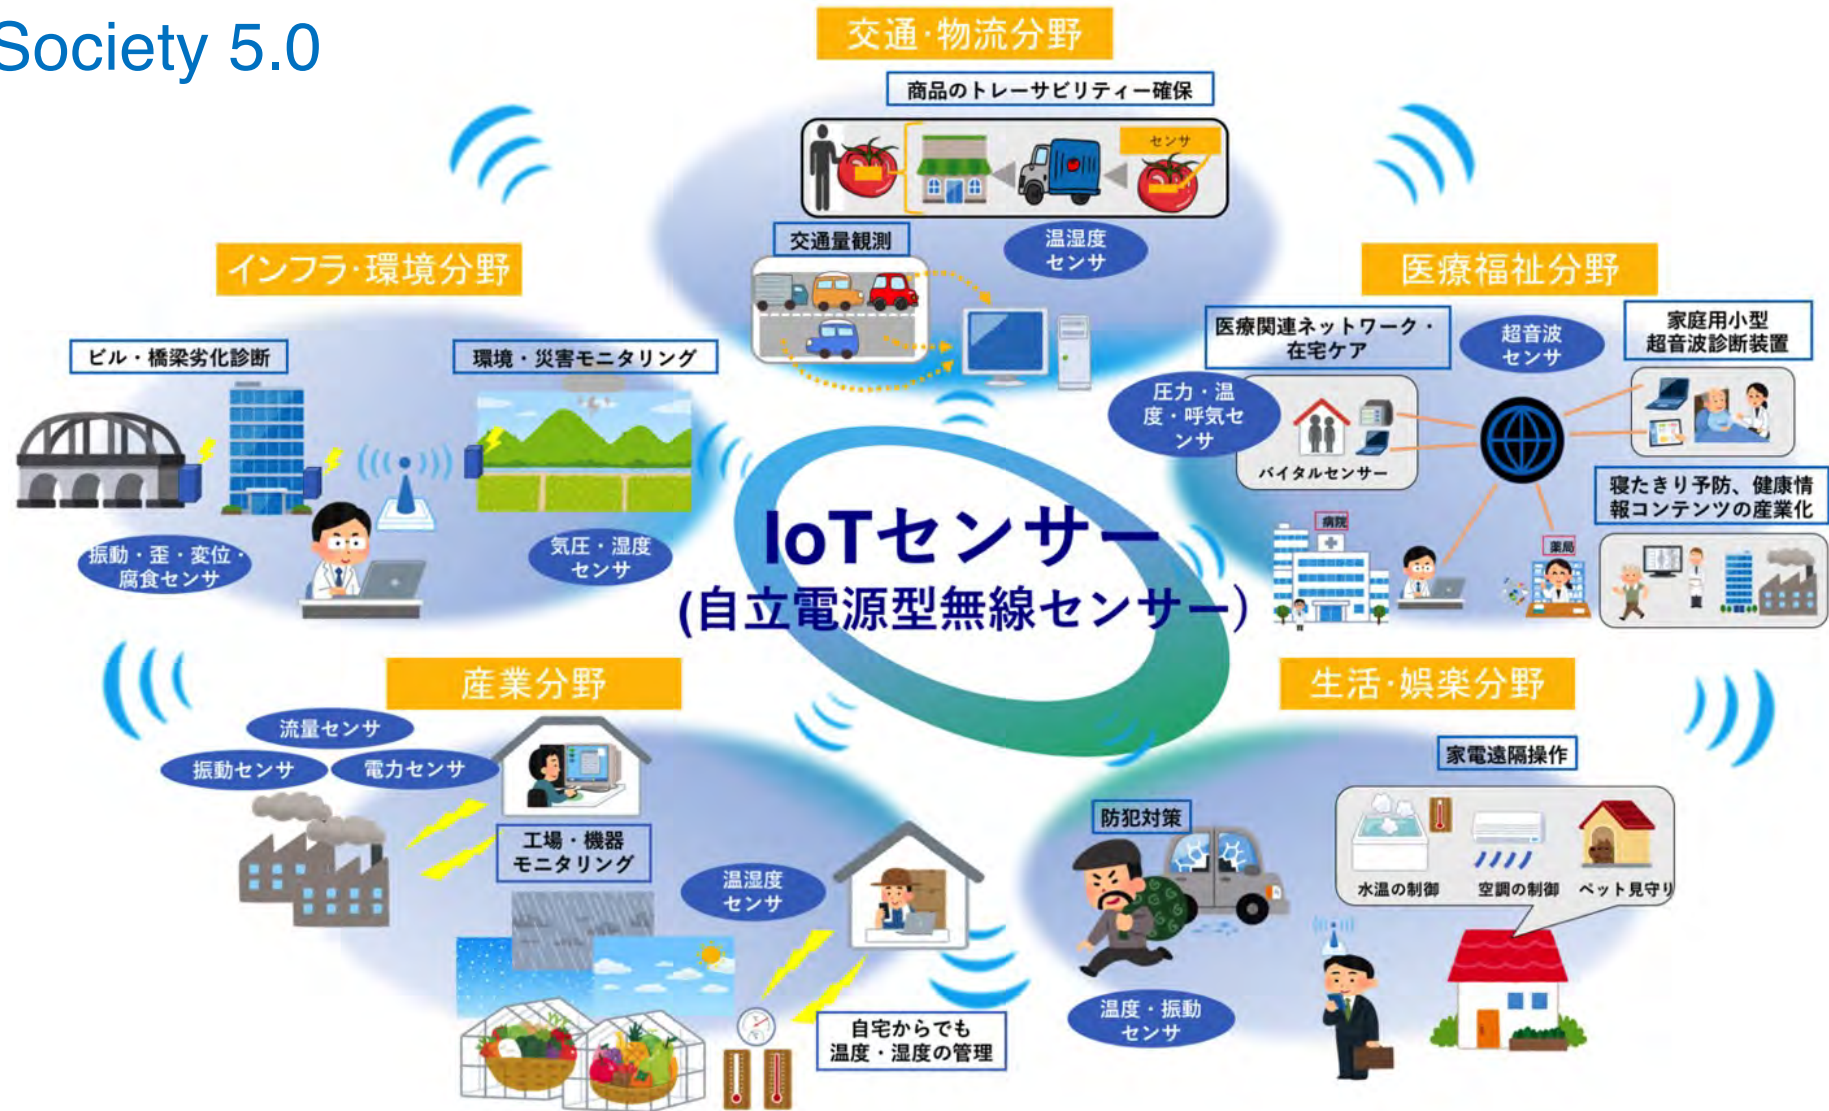 Society 5.0
交通・物流分野
商品のトレーサビリティー確保
センサ
交通量観測
温湿度
センサ
インフラ・環境分野
ビル・橋梁劣化診断
環境・災害モニタリング
振動・歪・変位・
腐食センサ
気圧・湿度
センサ
医療福祉分野
医療関連ネットワーク・
在宅ケア
超音波
センサ
家庭用小型
超音波診断装置
圧力・温
度・呼気セ
ンサ
バイタルセンサー
寝たきり予防、健康情
報コンテンツの産業化
病院
薬局
IoTセンサー
(自立電源型無線センサー)
産業分野
流量センサ
振動センサ
電力センサ
工場・機器
モニタリング
温湿度
センサ
自宅からでも
温度・湿度の管理
生活・娯楽分野
家電遠隔操作
防犯対策
水温の制御
空調の制御
ペット見守り
温度・振動
センサ